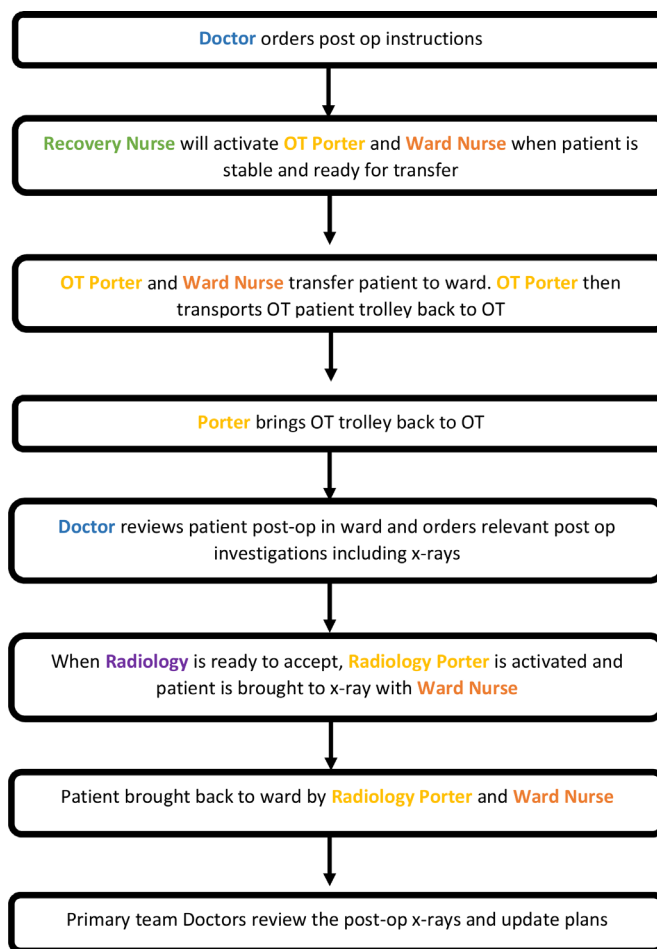 Doctor orders post op instructions
Recovery Nurse will activate OT Porter and Ward Nurse when patient is
stable and ready for transfer
OT Porter and Ward Nurse transfer patient to ward. OT Porter then
transports OT patient trolley back to OT
Porter brings OT trolley back to OT
Doctor reviews patient post-op in ward and orders relevant post op
investigations including x-rays
When Radiology is ready to accept, Radiology Porter is activated and
patient is brought to x-ray with Ward Nurse
Patient brought back to ward by Radiology Porter and Ward Nurse
Primary team Doctors review the post-op x-rays and update plans